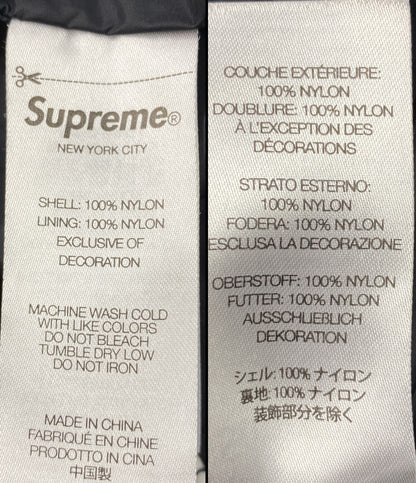 Supreme®
NEW YORK CITY
SHELL: 100% NYLON
LINING: 100% NYLON
EXCLUSIVE OF
DECORATION
MACHINE WASH COLD
WITH LIKE COLORS
DO NOT BLEACH
TUMBLE DRY LOW
DO NOT IRON
MADE IN CHINA
FABRIQUÉ EN CHINE
PRODOTTO IN CINA
中国製
COUCHE EXTÉRIEURE:
100% NYLON
DOUBLURE: 100% NYLON
À L'EXCEPTION DES
DÉCORATIONS
STRATO ESTERNO:
100% NYLON
FODERA: 100% NYLON
ESCLUSA LA DECORAZIONE
OBERSTOFF: 100% NYLON
FUTTER: 100% NYLON
AUSSCHLIEßLICH
DEKORATION
シェル: 100% ナイロン
裏地: 100% ナイロン
装飾部分を除く